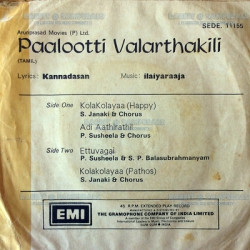 Arunprasad Movies (P) Ltd.
SEDE. 11155
Paalootti Valarthakili
(TAMIL)
Lyrics: Kannadasan Music: ilaiyaraaja
Side One KolaKolayaa (Happy)
S. Janaki & Chorus
Adi Aathirathil
P. Susheela & Chorus
Side Two Ettuvagai
P. Susheela & S. P. Balasubrahmanyam
Kolakolayaa (Pathos)
S. Janaki & Chorus
EMI
45 R.P.M. EXTENDED PLAY RECORD
THE GRAMOPHONE COMPANY OF INDIA LIMITED